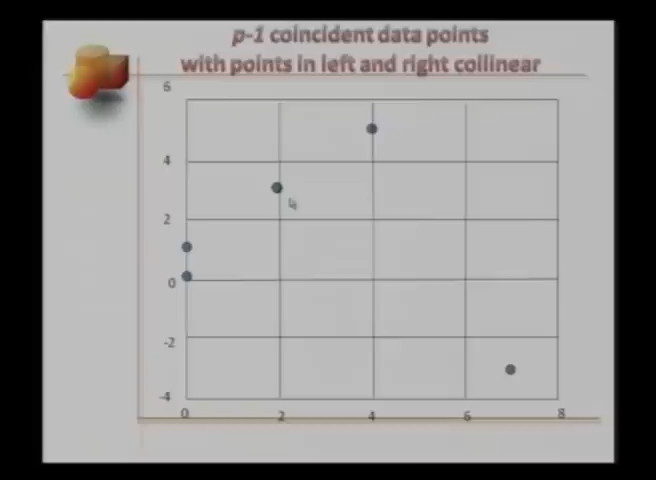 p-1 coincident data points
with points in left and right collinear
6
4
2
0
-2
-4
0 2 4 6 8